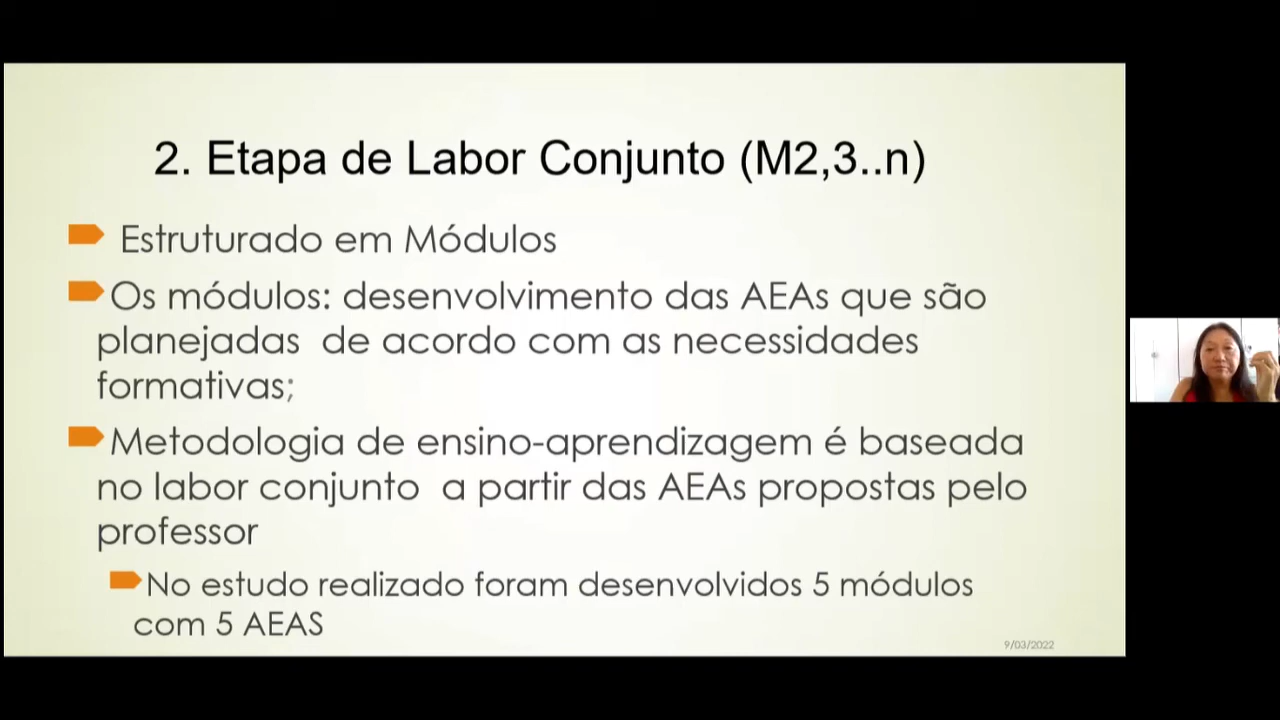 2. Etapa de Labor Conjunto (M2,3..n)
Estruturado em Módulos
Os módulos: desenvolvimento das AEAs que são
planejadas de acordo com as necessidades
formativas;
Metodologia de ensino-aprendizagem é baseada
no labor conjunto a partir das AEAs propostas pelo
professor
No estudo realizado foram desenvolvidos 5 módulos
com 5 AEAS
9/03/2022